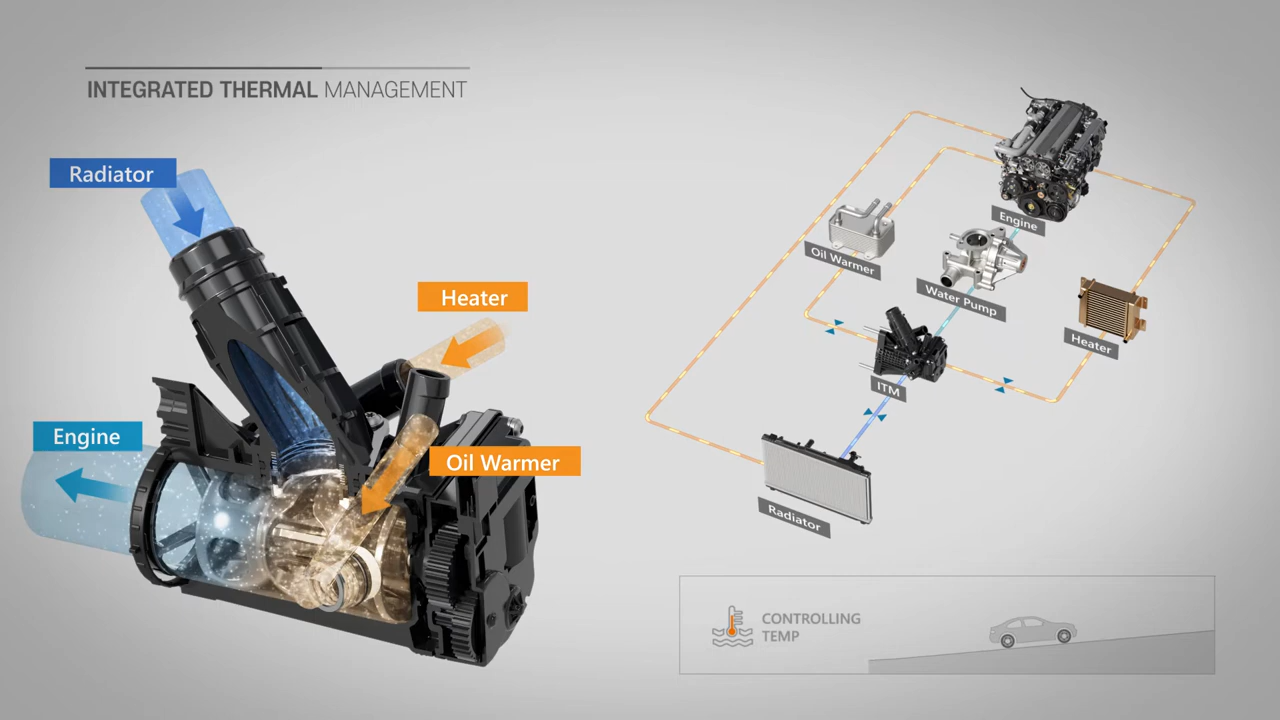 INTEGRATED THERMAL MANAGEMENT
Radiator
Heater
Engine
Oil Warmer
Engine
Oil Warmer
Water Pump
Heater
ITM
Radiator
CONTROLLING
TEMP